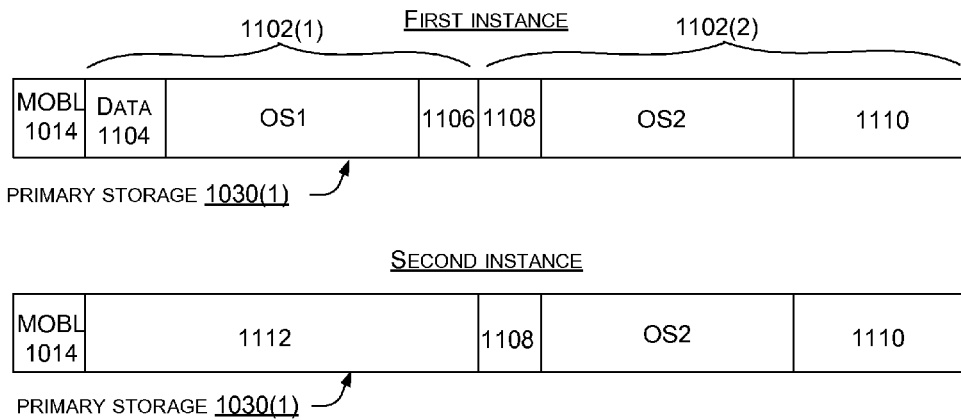 FIRST INSTANCE
1102(1) 1102(2)
MOBL 1014 DATA 1104 OS1 1106 1108 OS2 1110
PRIMARY STORAGE 1030(1)
SECOND INSTANCE
MOBL 1014 1112 1108 OS2 1110
PRIMARY STORAGE 1030(1)